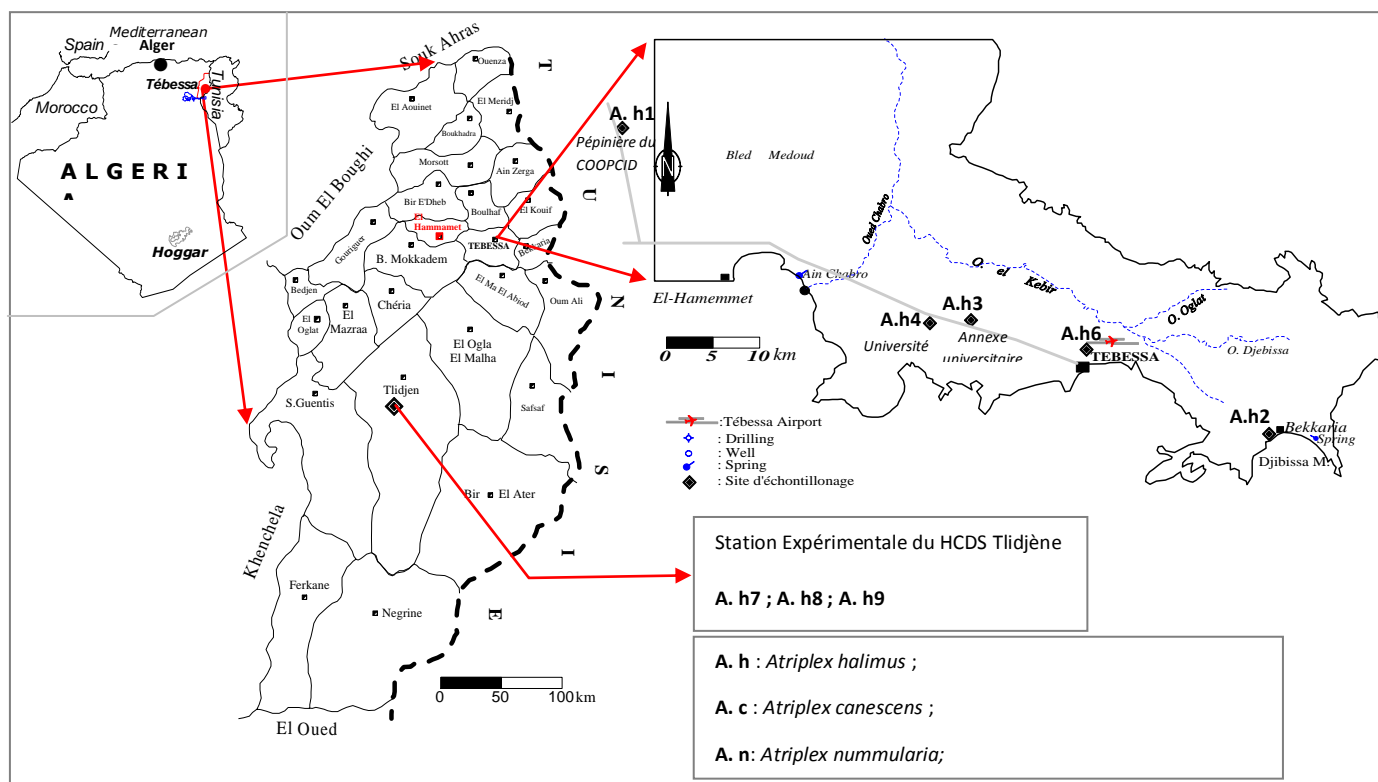 Mediterranean
Spain
Alger
Tébessa
Tunisia
Morocco
A L G E R I
A
Hoggar
Souk Ahras
Ouenza
T
El Aouinet
El Meridj
Boukhadra
Morsott
Ain Zerga
U
Oum El Boughi
Bir E'Dheb
Boulhaf
El Kouif
El
Hammamet
TEBESSA
Bekkaria
Gouriguer
B. Mokkadem
N
Bedjen
Chéria
El Ma El Abiod
Oum Ali
El
Oglat
El
Mazraa
El Ogla
El Malha
I
Tlidjen
S.Guentis
Safsaf
S
Bir El Ater
I
Khenchela
Ferkane
Negrine
E
0 50 100 km
El Oued
A. h1
Pépinière du
COOPCID
N
Bled Medoud
Oued Chabro
Ain Chabro
O. el
Kebir
O. Oglat
El-Hamemmet
A.h4
Université
A.h3
Annexe
universitaire
A.h6
TEBESSA
O. Djebissa
0 5 10 km
A.h2
Bekkaria
Spring
Djibissa M.
:Tébessa Airport
: Drilling
: Well
: Spring
: Site d'échontillonage
Station Expérimentale du HCDS Tlidjène
A. h7 ; A. h8 ; A. h9
A. h : Atriplex halimus ;
A. c : Atriplex canescens ;
A. n: Atriplex nummularia;